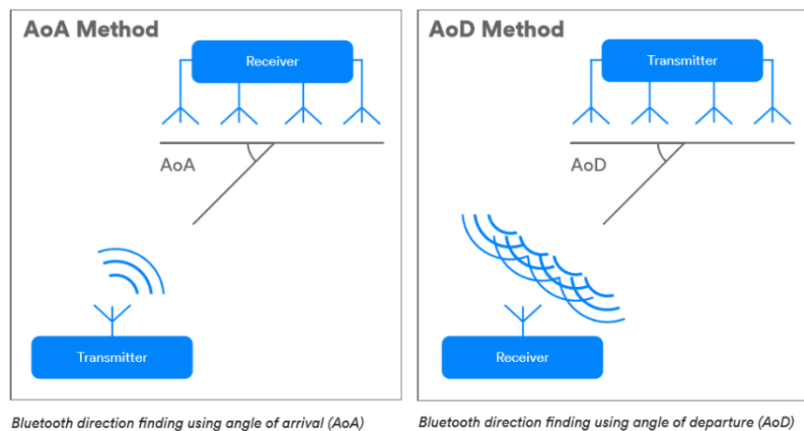 AoA Method
Receiver
AoA
Transmitter
Bluetooth direction finding using angle of arrival (AoA)
AoD Method
Transmitter
AoD
Receiver
Bluetooth direction finding using angle of departure (AoD)